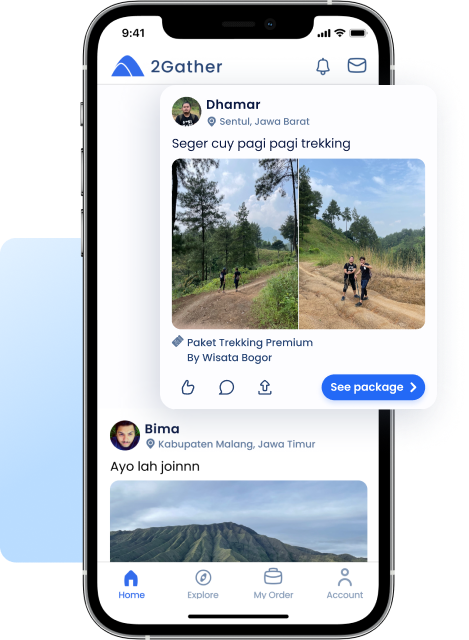 9:41
2Gather
Dhamar
Sentul, Jawa Barat
Seger cuy pagi pagi trekking
Paket Trekking Premium
By Wisata Bogor
See package
Bima
Kabupaten Malang, Jawa Timur
Ayo lah joinnn
Home
Explore
My Order
Account